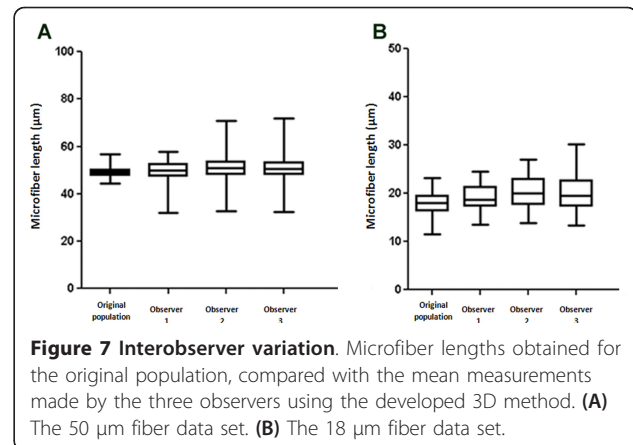 A
B
100
80
60
40
20
0
Microfiber length (µm)
Original population
Observer 1
Observer 2
Observer 3
50
40
30
20
10
0
Microfiber length (µm)
Original population
Observer 1
Observer 2
Observer 3
Figure 7 Interobserver variation. Microfiber lengths obtained for
the original population, compared with the mean measurements
made by the three observers using the developed 3D method. (A)
The 50 µm fiber data set. (B) The 18 µm fiber data set.